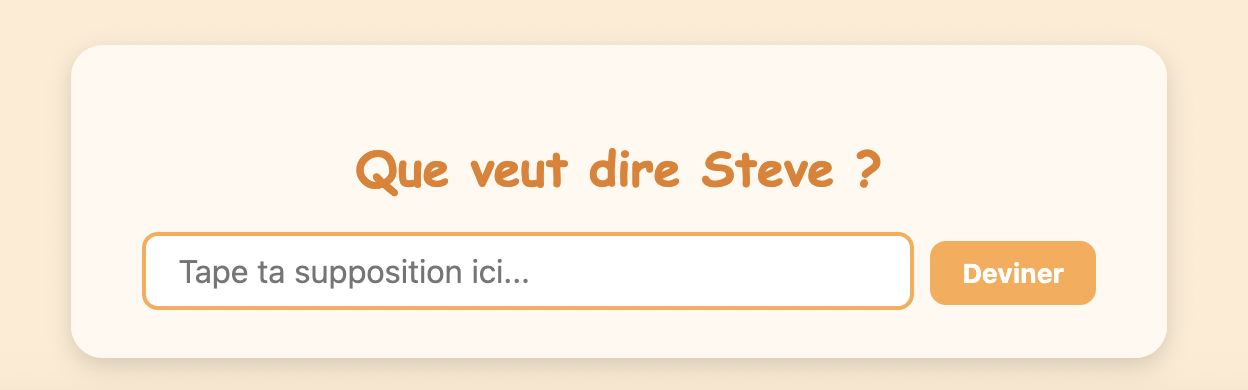 Que veut dire Steve ?
Tape ta supposition ici...
Deviner